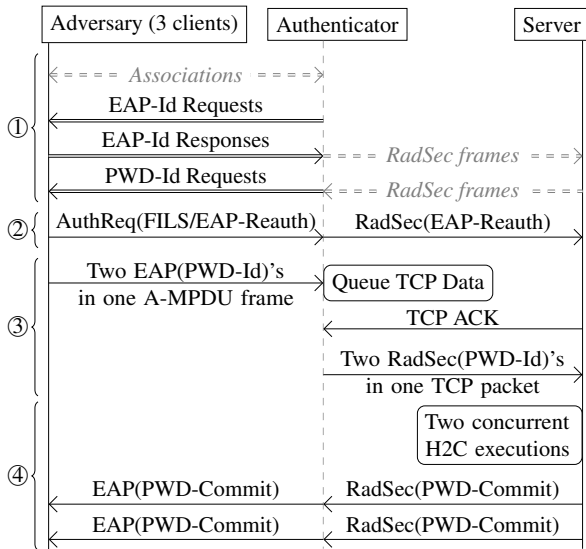 Adversary (3 clients) Authenticator Server
Associations
EAP-Id Requests
①
EAP-Id Responses RadSec frames
PWD-Id Requests RadSec frames
② AuthReq(FILS/EAP-Reauth) RadSec(EAP-Reauth)
Two EAP(PWD-Id)'s Queue TCP Data
in one A-MPDU frame
③ TCP ACK
Two RadSec(PWD-Id)'s
in one TCP packet
Two concurrent
H2C executions
④
EAP(PWD-Commit) RadSec(PWD-Commit)
EAP(PWD-Commit) RadSec(PWD-Commit)